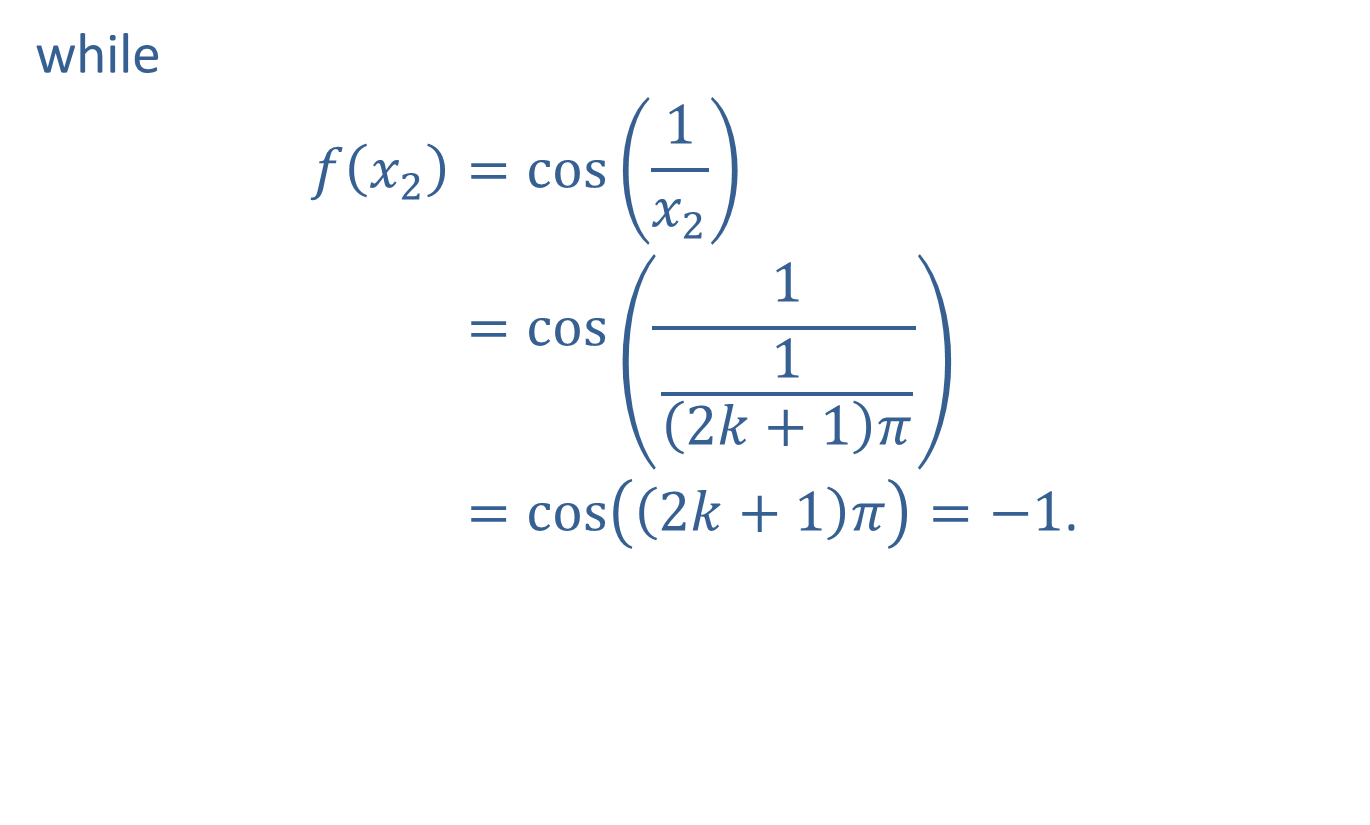 while
f(x₂) = cos(1/x₂)
= cos(1/(1/((2k + 1)π)))
= cos((2k + 1)π) = −1.